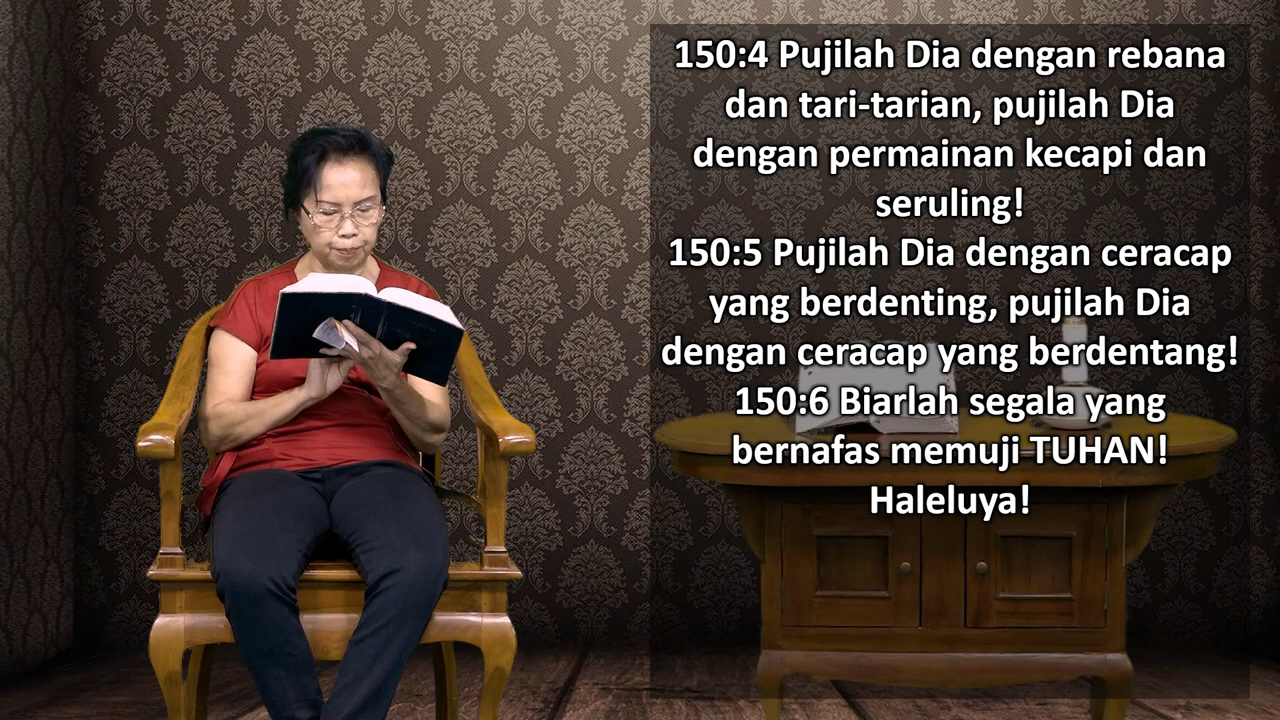 150:4 Pujilah Dia dengan rebana
dan tari-tarian, pujilah Dia
dengan permainan kecapi dan
seruling!
150:5 Pujilah Dia dengan ceracap
yang berdenting, pujilah Dia
dengan ceracap yang berdentang!
150:6 Biarlah segala yang
bernafas memuji TUHAN!
Haleluya!